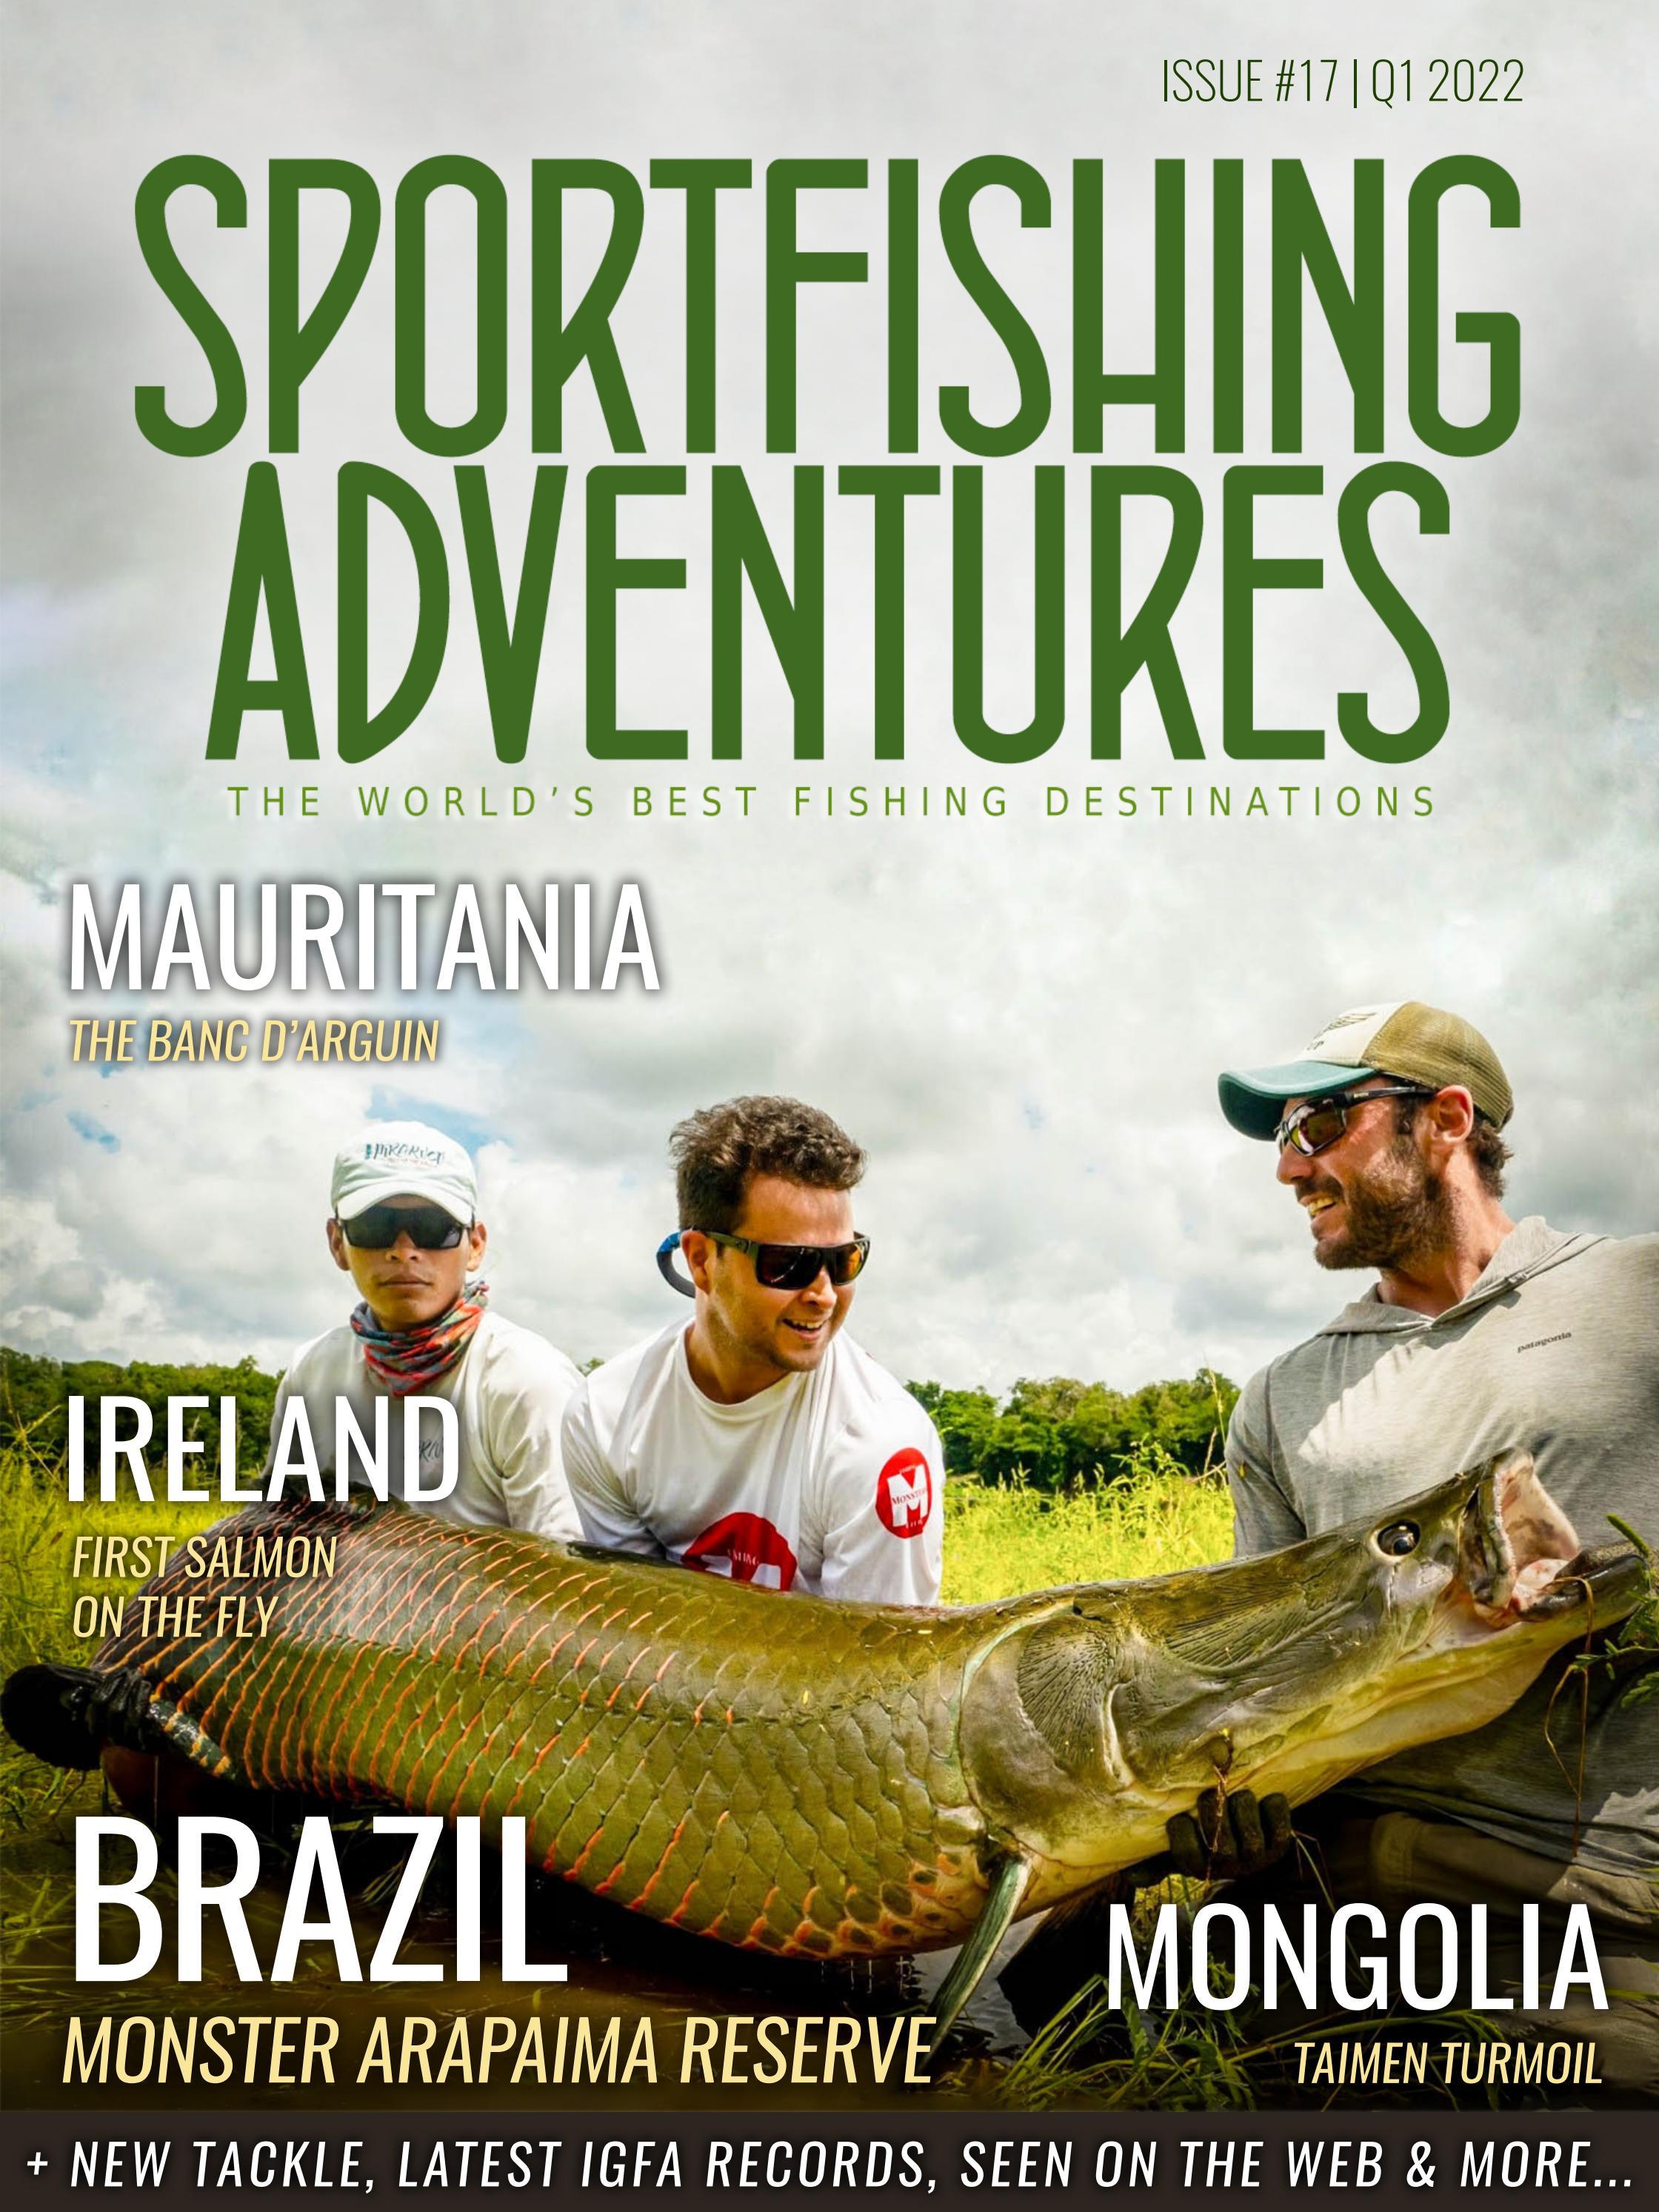 ISSUE #17 | Q1 2022
SPORTFISHING
ADVENTURES
THE WORLD'S BEST FISHING DESTINATIONS
MAURITANIA
THE BANC D'ARGUIN
patagonia
IRELAND
FIRST SALMON
ON THE FLY
M
BRAZIL
MONSTER ARAPAIMA RESERVE
MONGOLIA
TAIMEN TURMOIL
+ NEW TACKLE, LATEST IGFA RECORDS, SEEN ON THE WEB & MORE...